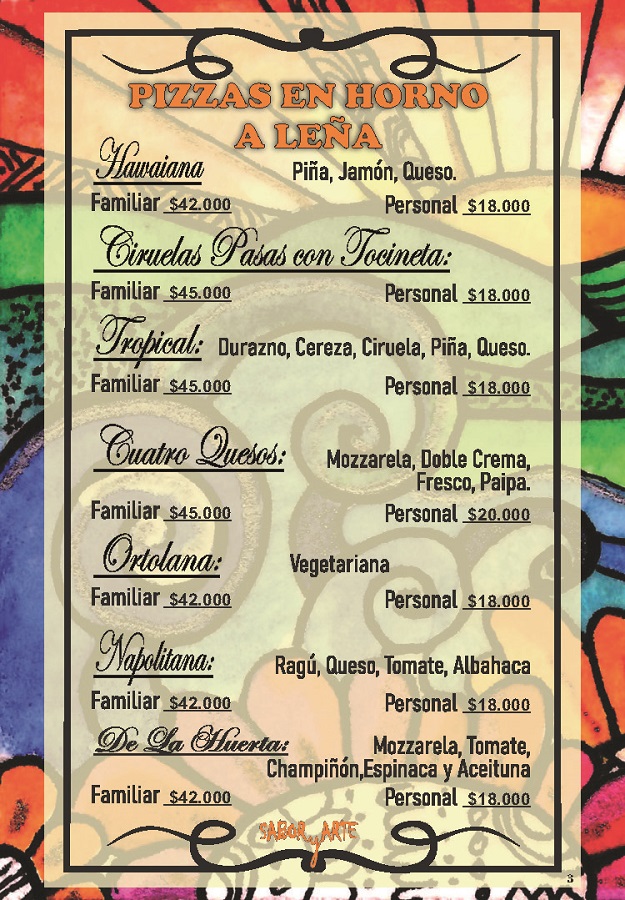 PIZZAS EN HORNO
A LEÑA
Hawaiana Piña, Jamón, Queso.
Familiar $42.000 Personal $18.000
Ciruelas Pasas con Tocineta:
Familiar $45.000 Personal $18.000
Tropical: Durazno, Cereza, Ciruela, Piña, Queso.
Familiar $45.000 Personal $18.000
Cuatro Quesos: Mozzarela, Doble Crema,
Fresco, Paipa.
Familiar $45.000 Personal $20.000
Ortolana: Vegetariana
Familiar $42.000 Personal $18.000
Napolitana: Ragú, Queso, Tomate, Albahaca
Familiar $42.000 Personal $18.000
De La Huerta: Mozzarela, Tomate,
Champiñón,Espinaca y Aceituna
Familiar $42.000 Personal $18.000
SABOR y ARTE
3